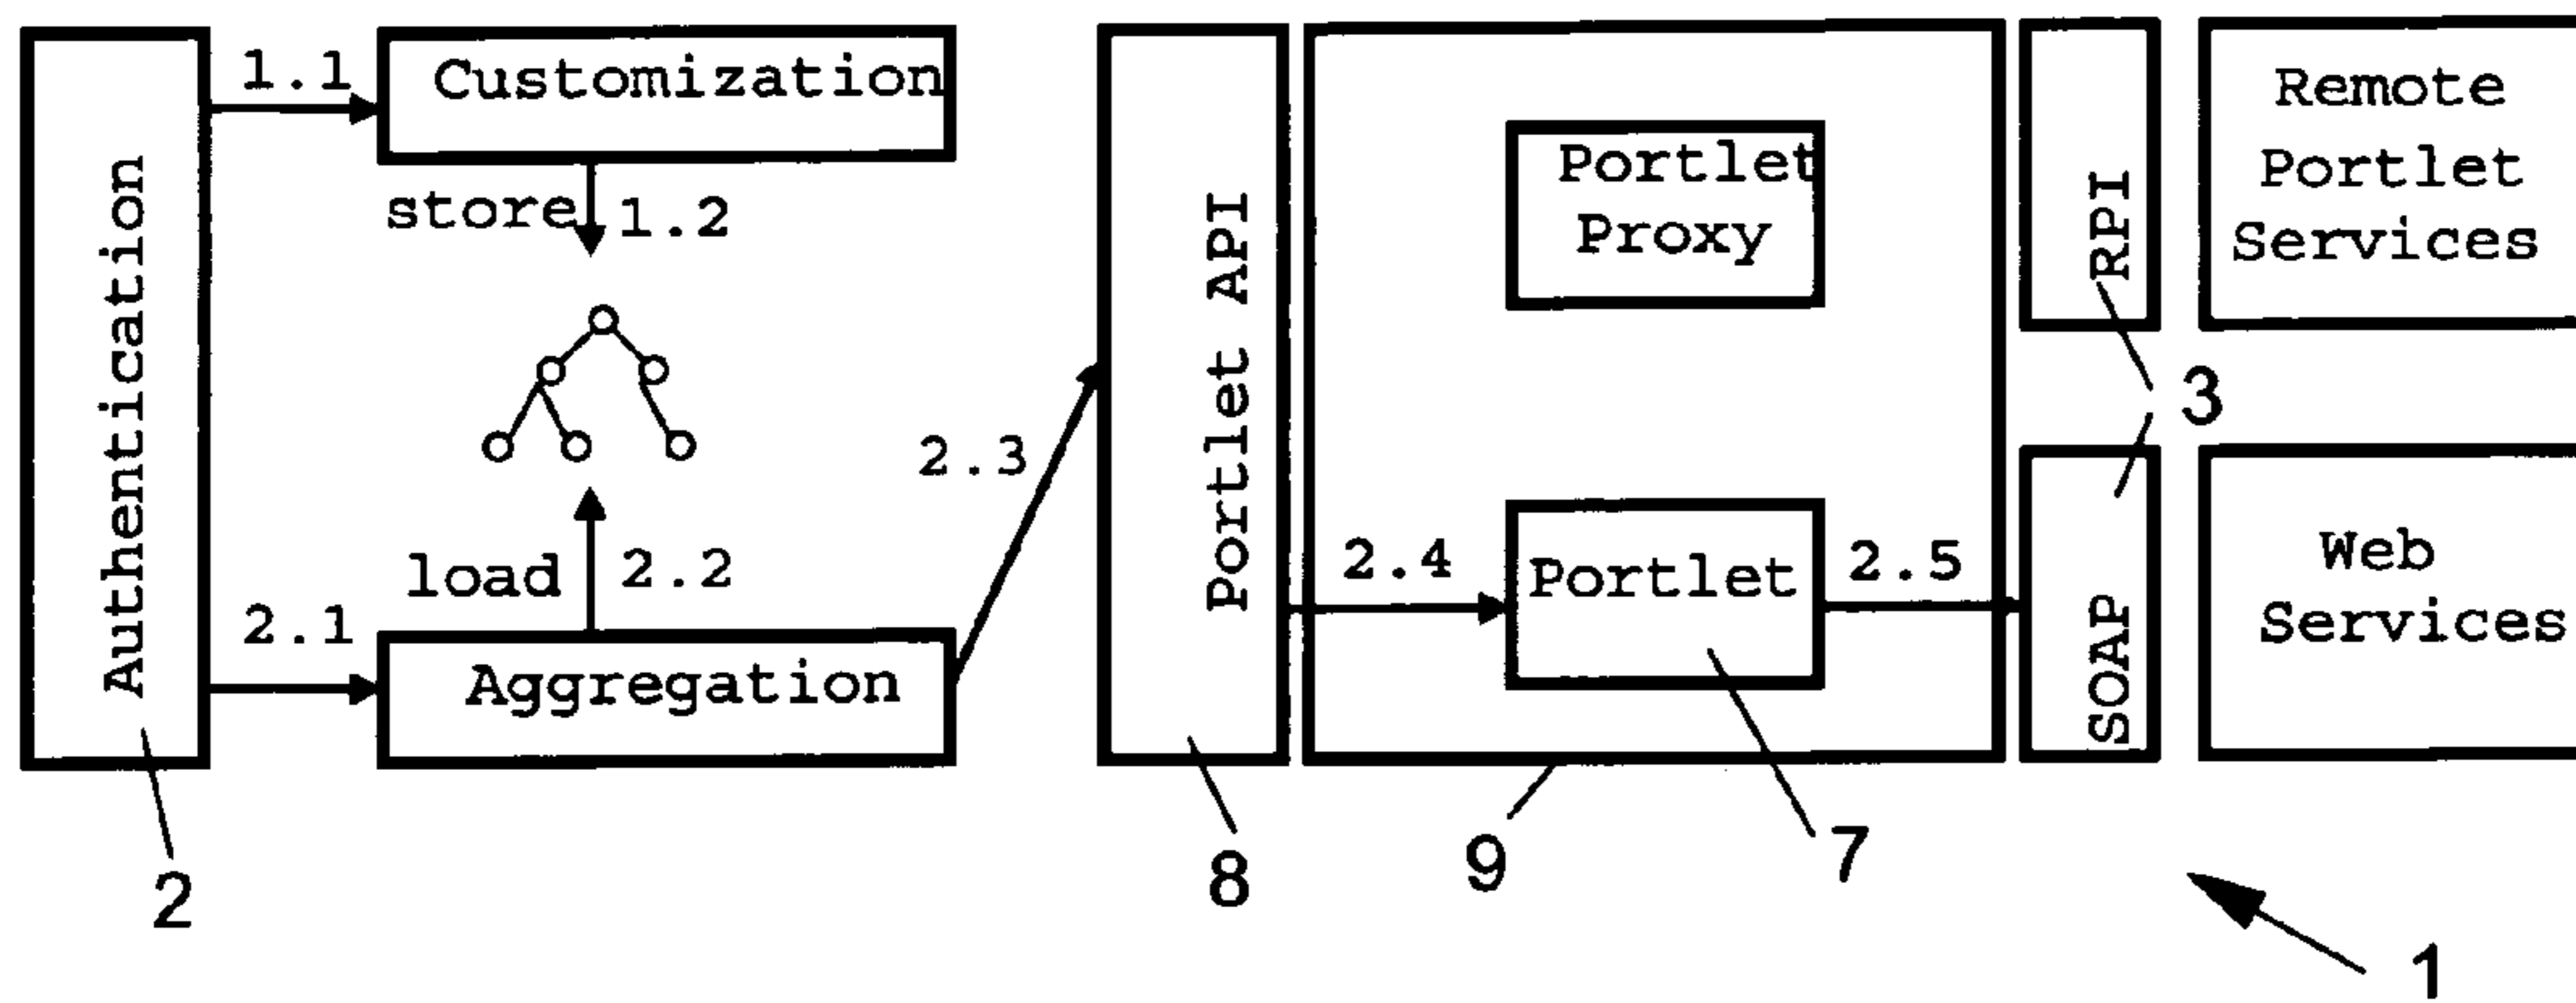 Authentication
1.1
Customization
store
1.2
load
2.2
2.1
Aggregation
2.3
Portlet API
Portlet
Proxy
2.4
Portlet
2.5
RPI
SOAP
Remote
Portlet
Services
Web
Services
3
2
8
9
7
1